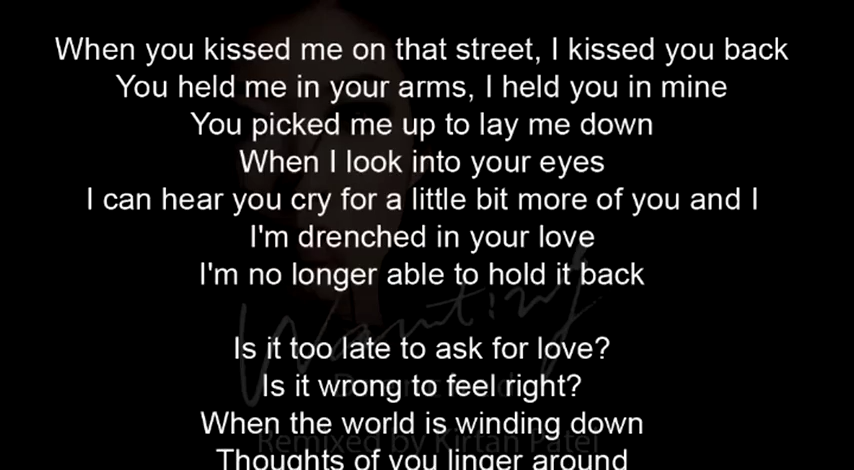 When you kissed me on that street, I kissed you back
You held me in your arms, I held you in mine
You picked me up to lay me down
When I look into your eyes
I can hear you cry for a little bit more of you and I
I'm drenched in your love
I'm no longer able to hold it back
Wanting
Is it too late to ask for love?
Is it wrong to feel right?
When the world is winding down
Remixed by Kirtan Patel
Thoughts of you linger around